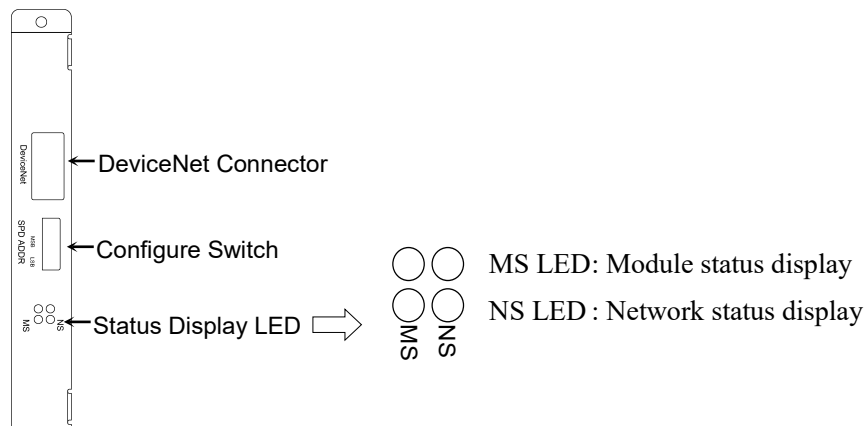 DeviceNet
DeviceNet Connector
SPD ADDR
MSB LSB
Configure Switch
MS NS
Status Display LED
MS NS
MS LED: Module status display
NS LED : Network status display